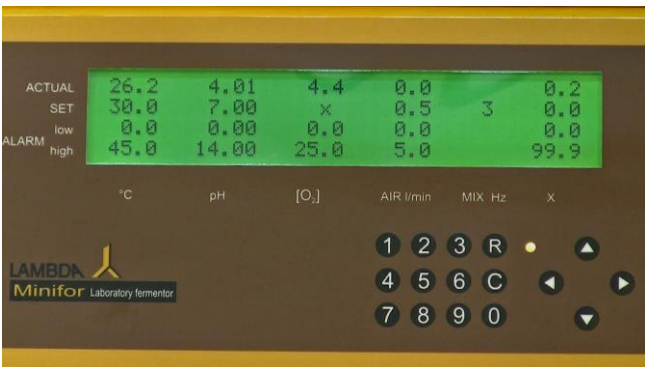 ACTUAL 26.2 4.01 4.4 0.0 0.2
SET 30.0 7.00 × 0.5 3 0.0
ALARM low 0.0 0.00 0.0 0.0 0.0
high 45.0 14.00 25.0 5.0 99.9
°C pH [O₂] AIR l/min MIX Hz X
1 2 3 R
4 5 6 C
7 8 9 0
LAMBDA
Minifor Laboratory fermentor